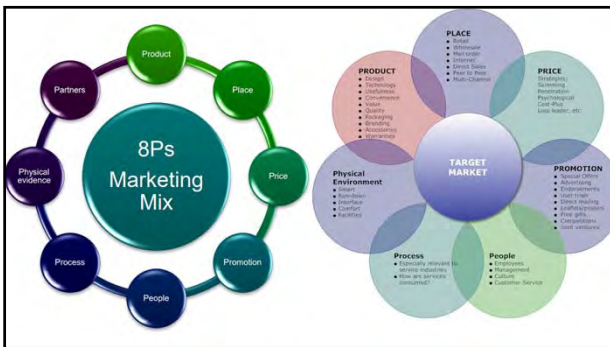 Product
Place
Price
Promotion
People
Process
Physical
evidence
Partners
8Ps
Marketing
Mix
PLACE
• Retail
• Wholesale
• Mail order
• Internet
• Direct Sales
• Peer to Peer
• Multi-Channel
PRICE
Strategies:
Skimming
Penetration
Psychological
Cost-Plus
Loss leader, etc
PROMOTION
• Special Offers
• Advertising
• Endorsements
• User trials
• Direct mailing
• Leaflets/posters
• Free gifts
• Competitions
• Joint ventures
People
• Employees
• Management
• Culture
• Customer Service
Process
• Especially relevant to
service industries
• How are services
consumed?
Physical
Environment
• Smart
• Run-down
• Interface
• Comfort
• Facilities
PRODUCT
• Design
• Technology
• Usefulness
• Convenience
• Value
• Quality
• Packaging
• Branding
• Accessories
• Warranties
TARGET
MARKET